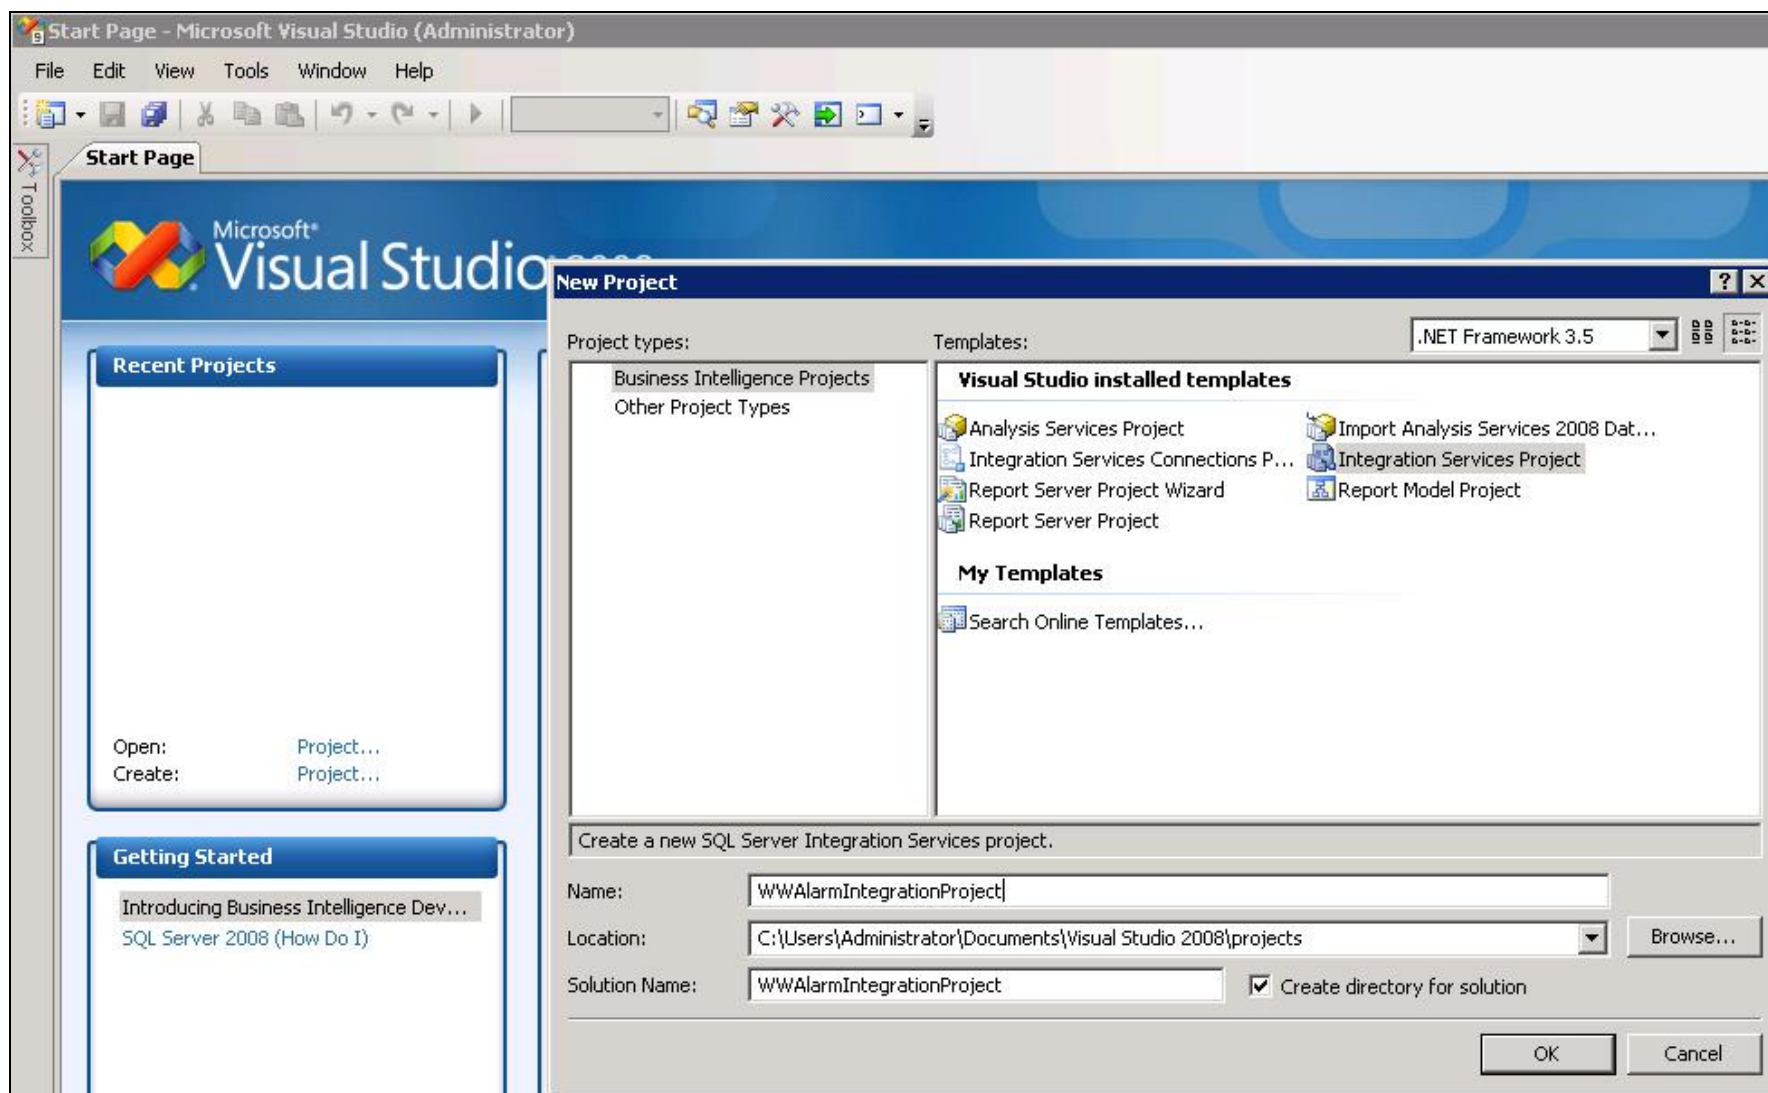 Start Page - Microsoft Visual Studio (Administrator)
File Edit View Tools Window Help
Toolbox
Start Page
Microsoft®
Visual Studio
New Project
Project types:
Templates:
.NET Framework 3.5
Business Intelligence Projects
Other Project Types
Visual Studio installed templates
Analysis Services Project
Import Analysis Services 2008 Dat...
Integration Services Connections P...
Integration Services Project
Report Server Project Wizard
Report Model Project
Report Server Project
My Templates
Search Online Templates...
Create a new SQL Server Integration Services project.
Name:
WWAlarmIntegrationProject
Location:
C:\Users\Administrator\Documents\Visual Studio 2008\projects
Browse...
Solution Name:
WWAlarmIntegrationProject
Create directory for solution
OK
Cancel
Recent Projects
Open: Project...
Create: Project...
Getting Started
Introducing Business Intelligence Dev...
SQL Server 2008 (How Do I)